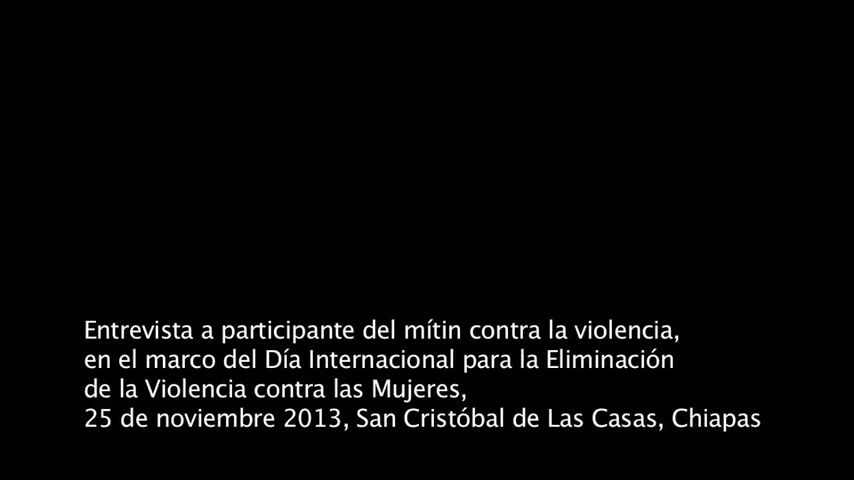 Entrevista a participante del mítin contra la violencia,
en el marco del Día Internacional para la Eliminación
de la Violencia contra las Mujeres,
25 de noviembre 2013, San Cristóbal de Las Casas, Chiapas